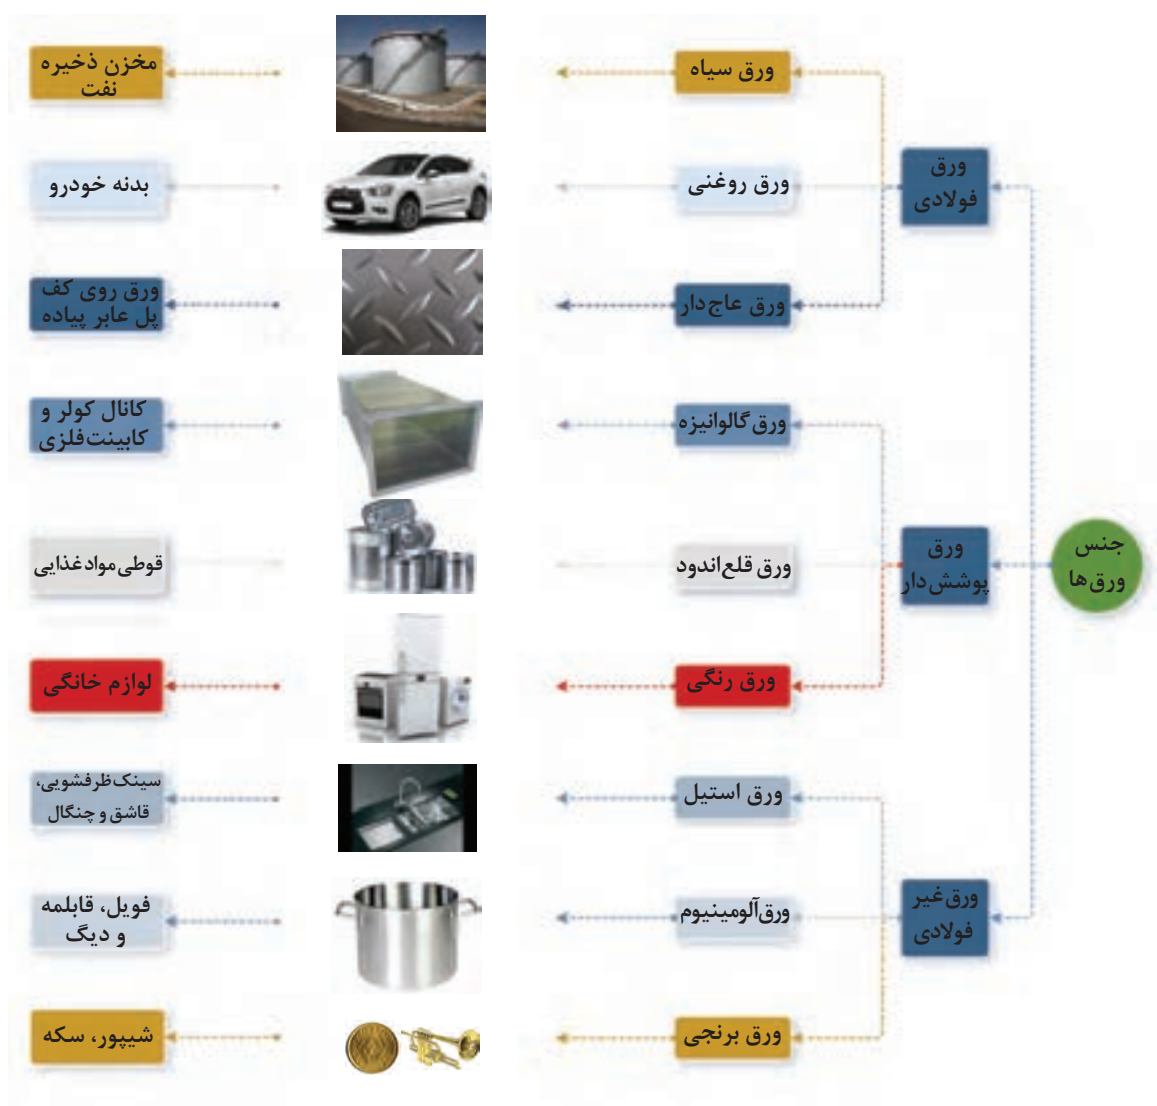 جنس
ورق‌ها
ورق
فولادی
ورق سیاه
مخزن ذخیره
نفت
ورق روغنی
بدنه خودرو
ورق عاج‌دار
ورق روی کف
پل عابر پیاده
ورق
پوشش‌دار
ورق گالوانیزه
کانال کولر و
کابینت فلزی
ورق قلع‌اندود
قوطی مواد غذایی
ورق رنگی
لوازم خانگی
ورق غیر
فولادی
ورق استیل
سینک ظرفشویی،
قاشق و چنگال
ورق آلومینیوم
فویل، قابلمه
و دیگ
ورق برنجی
شیپور، سکه